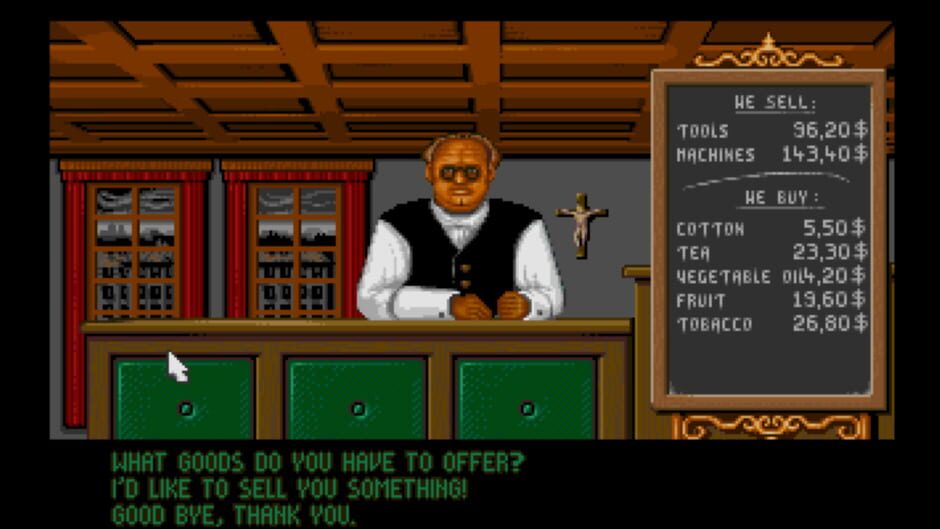 WE SELL:
TOOLS 96,20$
MACHINES 143,40$
WE BUY:
COTTON 5,50$
TEA 23,30$
VEGETABLE OIL4,20$
FRUIT 19,60$
TOBACCO 26,80$
WHAT GOODS DO YOU HAVE TO OFFER?
I'D LIKE TO SELL YOU SOMETHING!
GOOD BYE, THANK YOU.